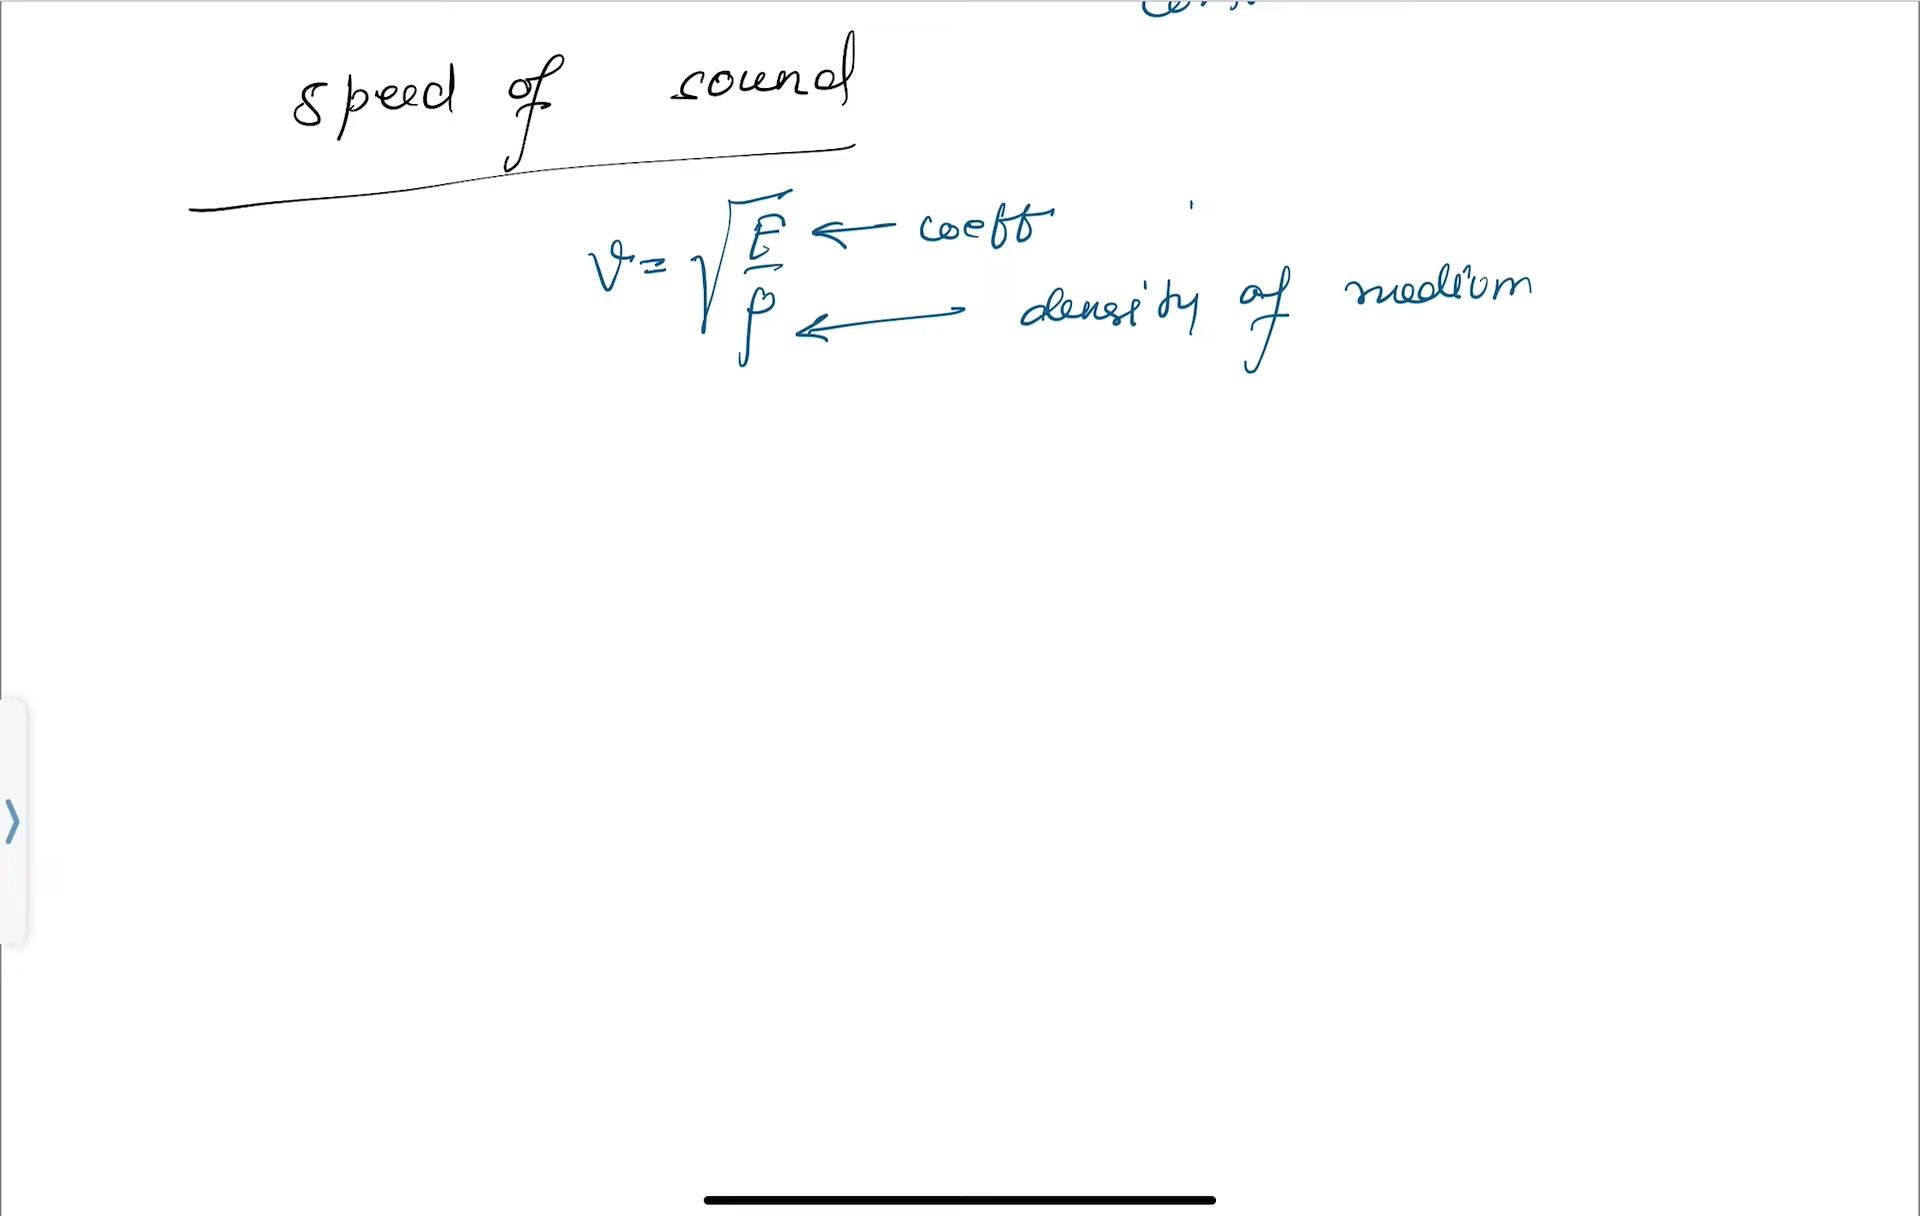 speed of sound
v = √(E/ρ) ← coeff
← density of medium